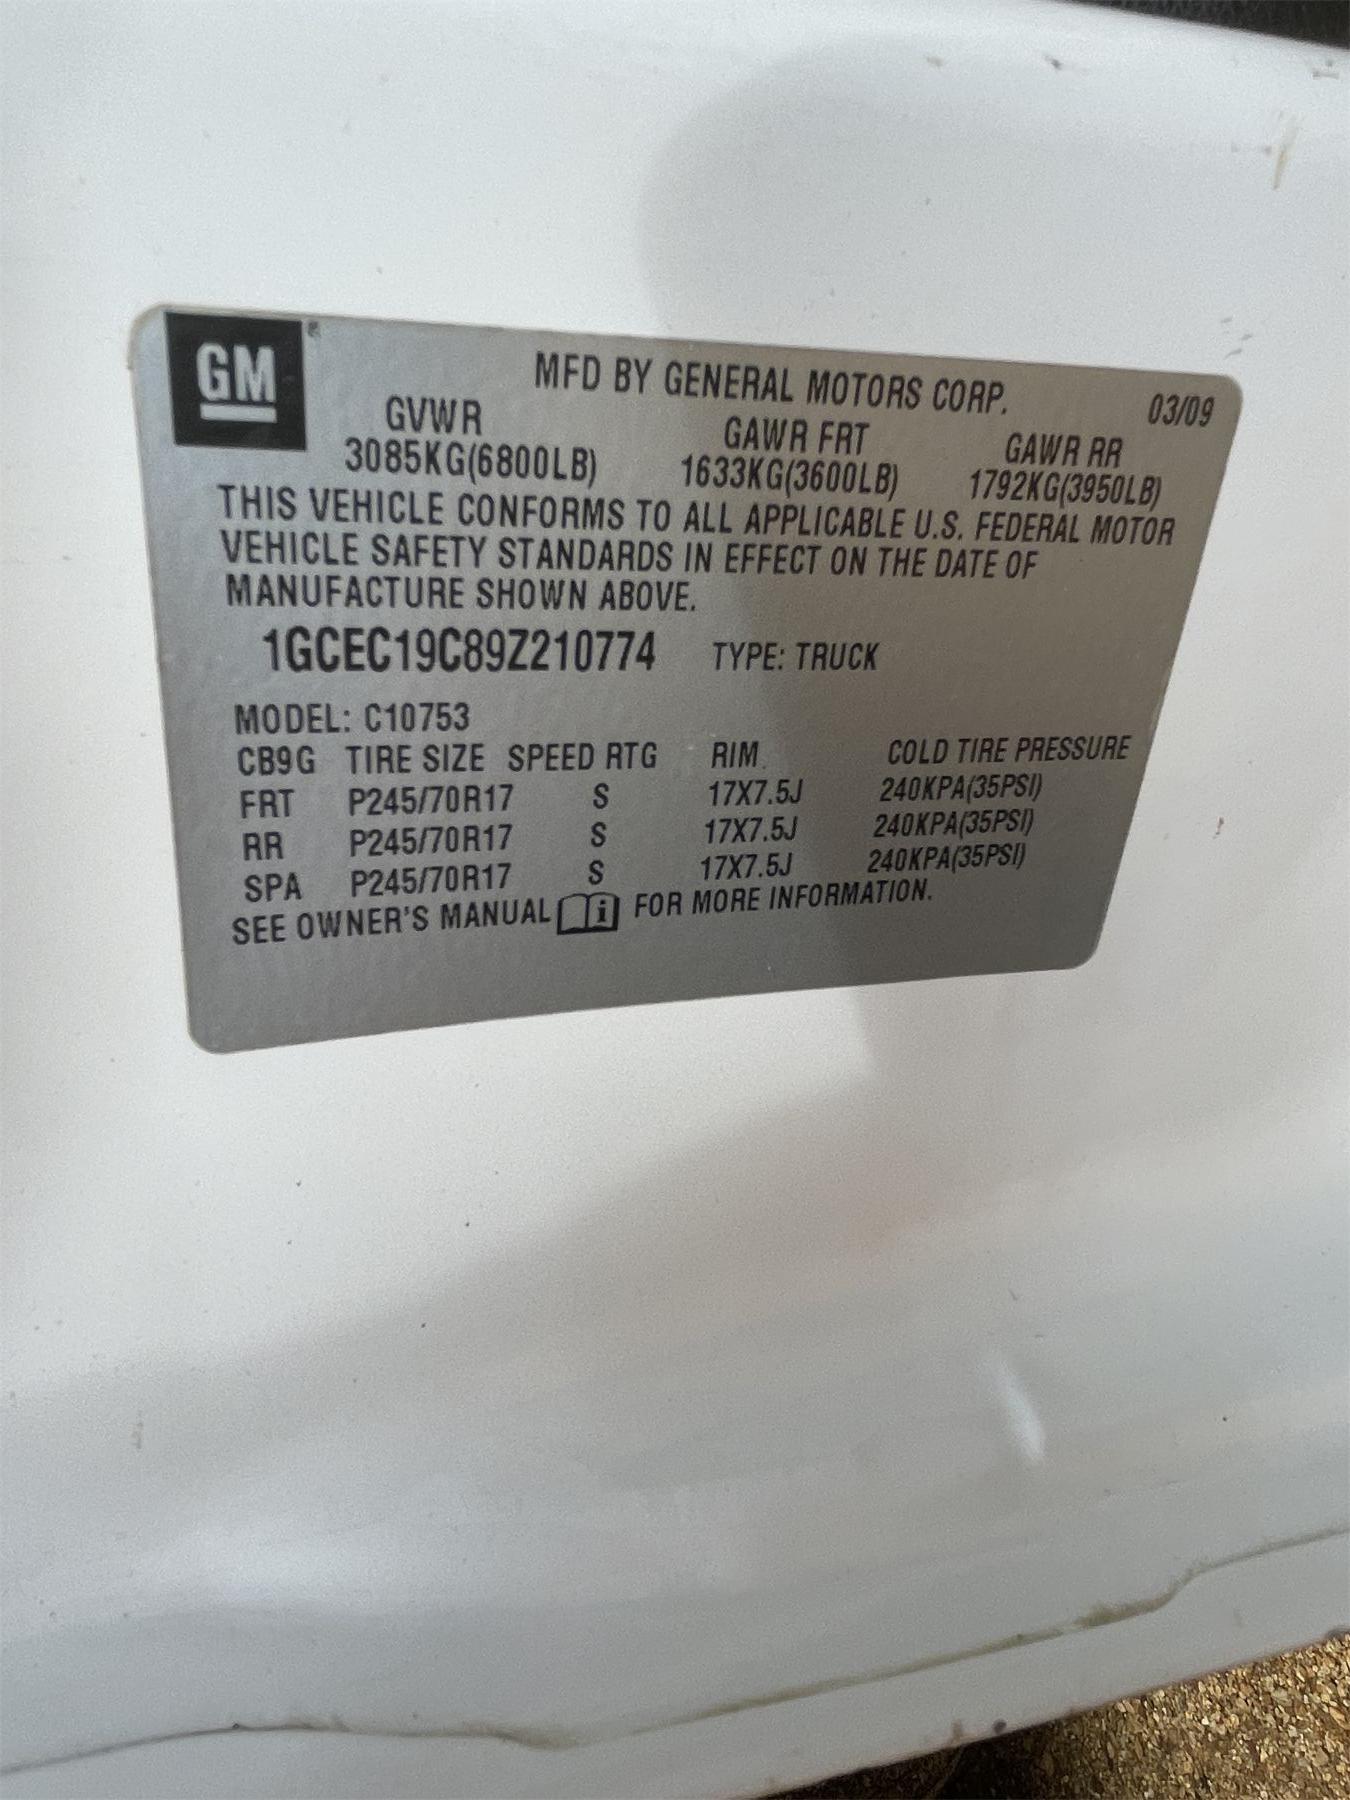 GM
MFD BY GENERAL MOTORS CORP. 03/09
GVWR GAWR FRT GAWR RR
3085KG(6800LB) 1633KG(3600LB) 1792KG(3950LB)
THIS VEHICLE CONFORMS TO ALL APPLICABLE U.S. FEDERAL MOTOR
VEHICLE SAFETY STANDARDS IN EFFECT ON THE DATE OF
MANUFACTURE SHOWN ABOVE.
1GCEC19C89Z210774 TYPE: TRUCK
MODEL: C10753
CB9G TIRE SIZE SPEED RTG RIM COLD TIRE PRESSURE
FRT P245/70R17 S 17X7.5J 240KPA(35PSI)
RR P245/70R17 S 17X7.5J 240KPA(35PSI)
SPA P245/70R17 S 17X7.5J 240KPA(35PSI)
SEE OWNER'S MANUAL i FOR MORE INFORMATION.